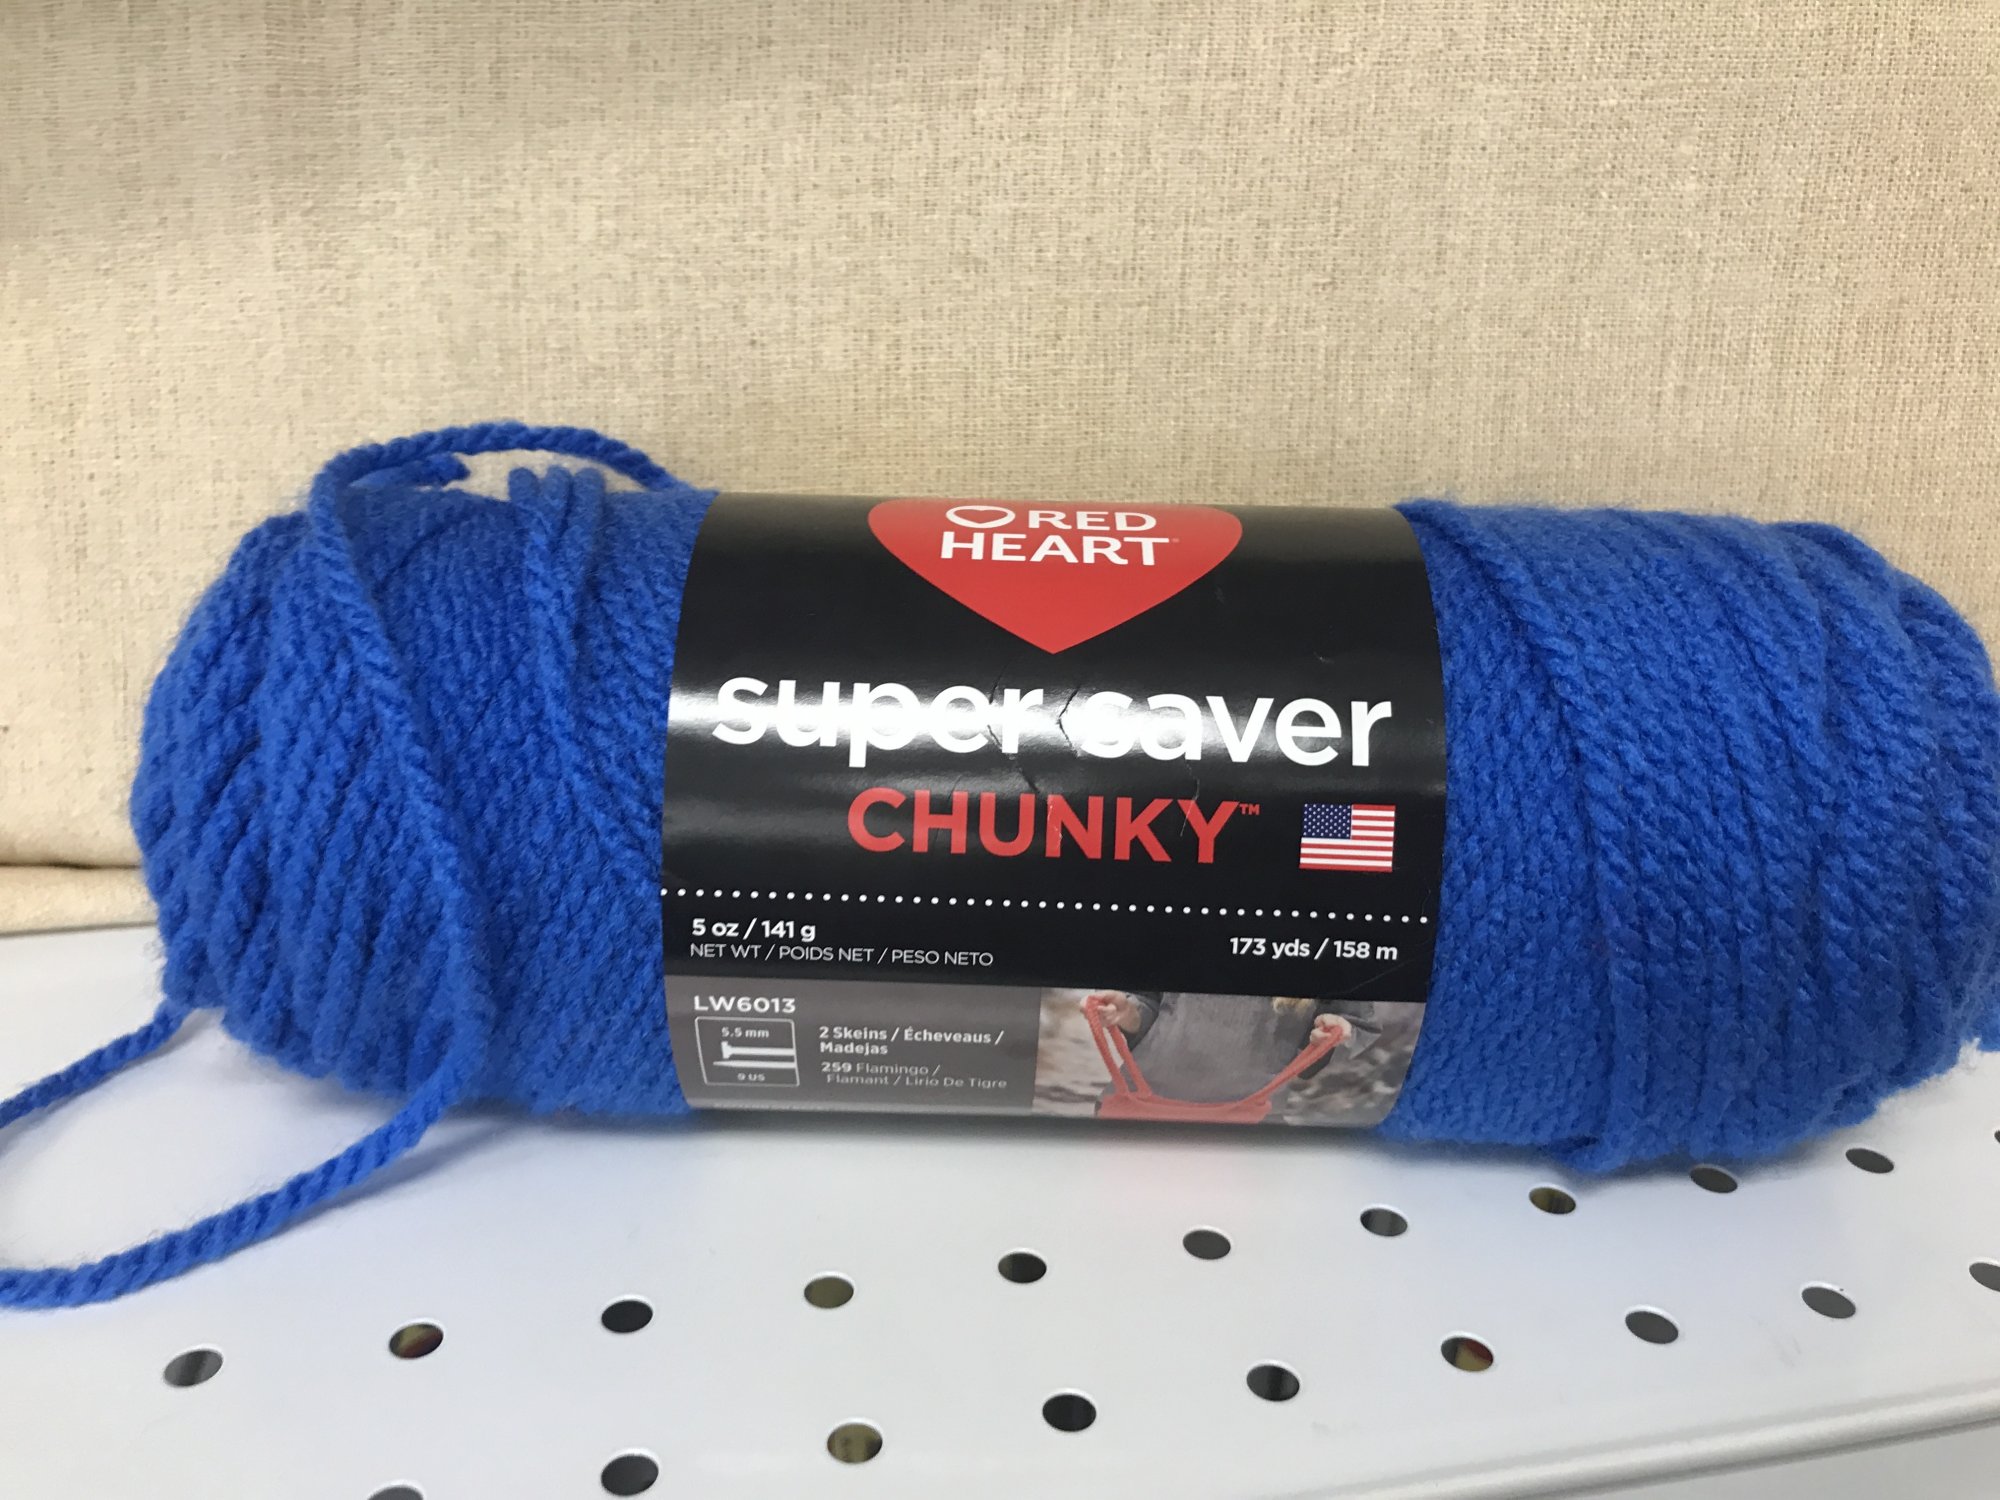 RED
HEART
super saver
CHUNKY™
5 oz / 141 g
NET WT / POIDS NET / PESO NETO
173 yds / 158 m
LW6013
5.5 mm
9 US
2 Skeins / Écheveaux /
Madejas
259 Flamingo /
Flamant / Lirio De Tigre